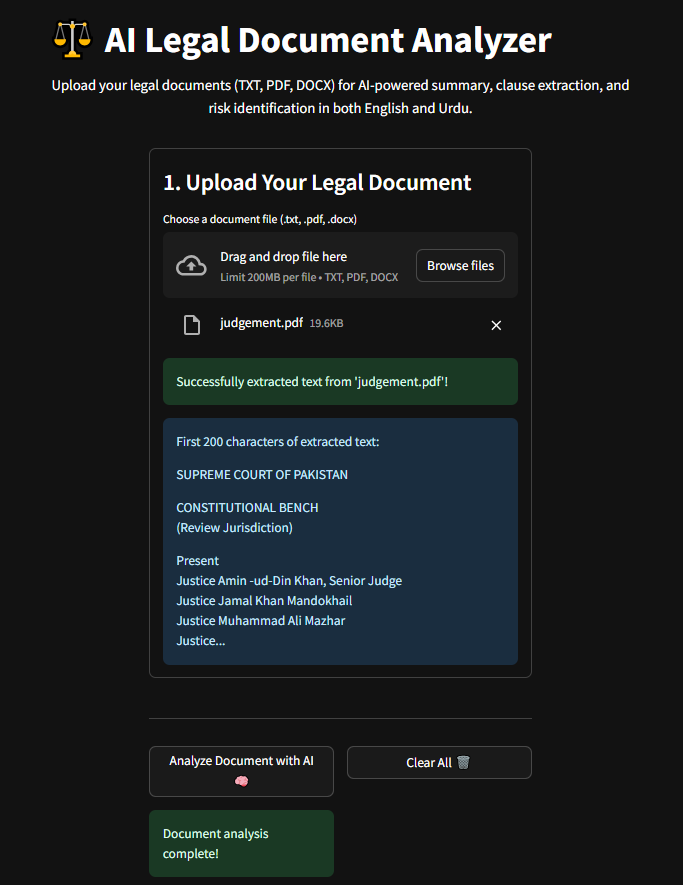 ⚖️ AI Legal Document Analyzer
Upload your legal documents (TXT, PDF, DOCX) for AI-powered summary, clause extraction, and
risk identification in both English and Urdu.
1. Upload Your Legal Document
Choose a document file (.txt, .pdf, .docx)
Drag and drop file here
Limit 200MB per file • TXT, PDF, DOCX
Browse files
judgement.pdf 19.6KB
Successfully extracted text from 'judgement.pdf'!
First 200 characters of extracted text:
SUPREME COURT OF PAKISTAN
CONSTITUTIONAL BENCH
(Review Jurisdiction)
Present
Justice Amin -ud-Din Khan, Senior Judge
Justice Jamal Khan Mandokhail
Justice Muhammad Ali Mazhar
Justice...
Analyze Document with AI
🧠
Clear All 🗑️
Document analysis
complete!